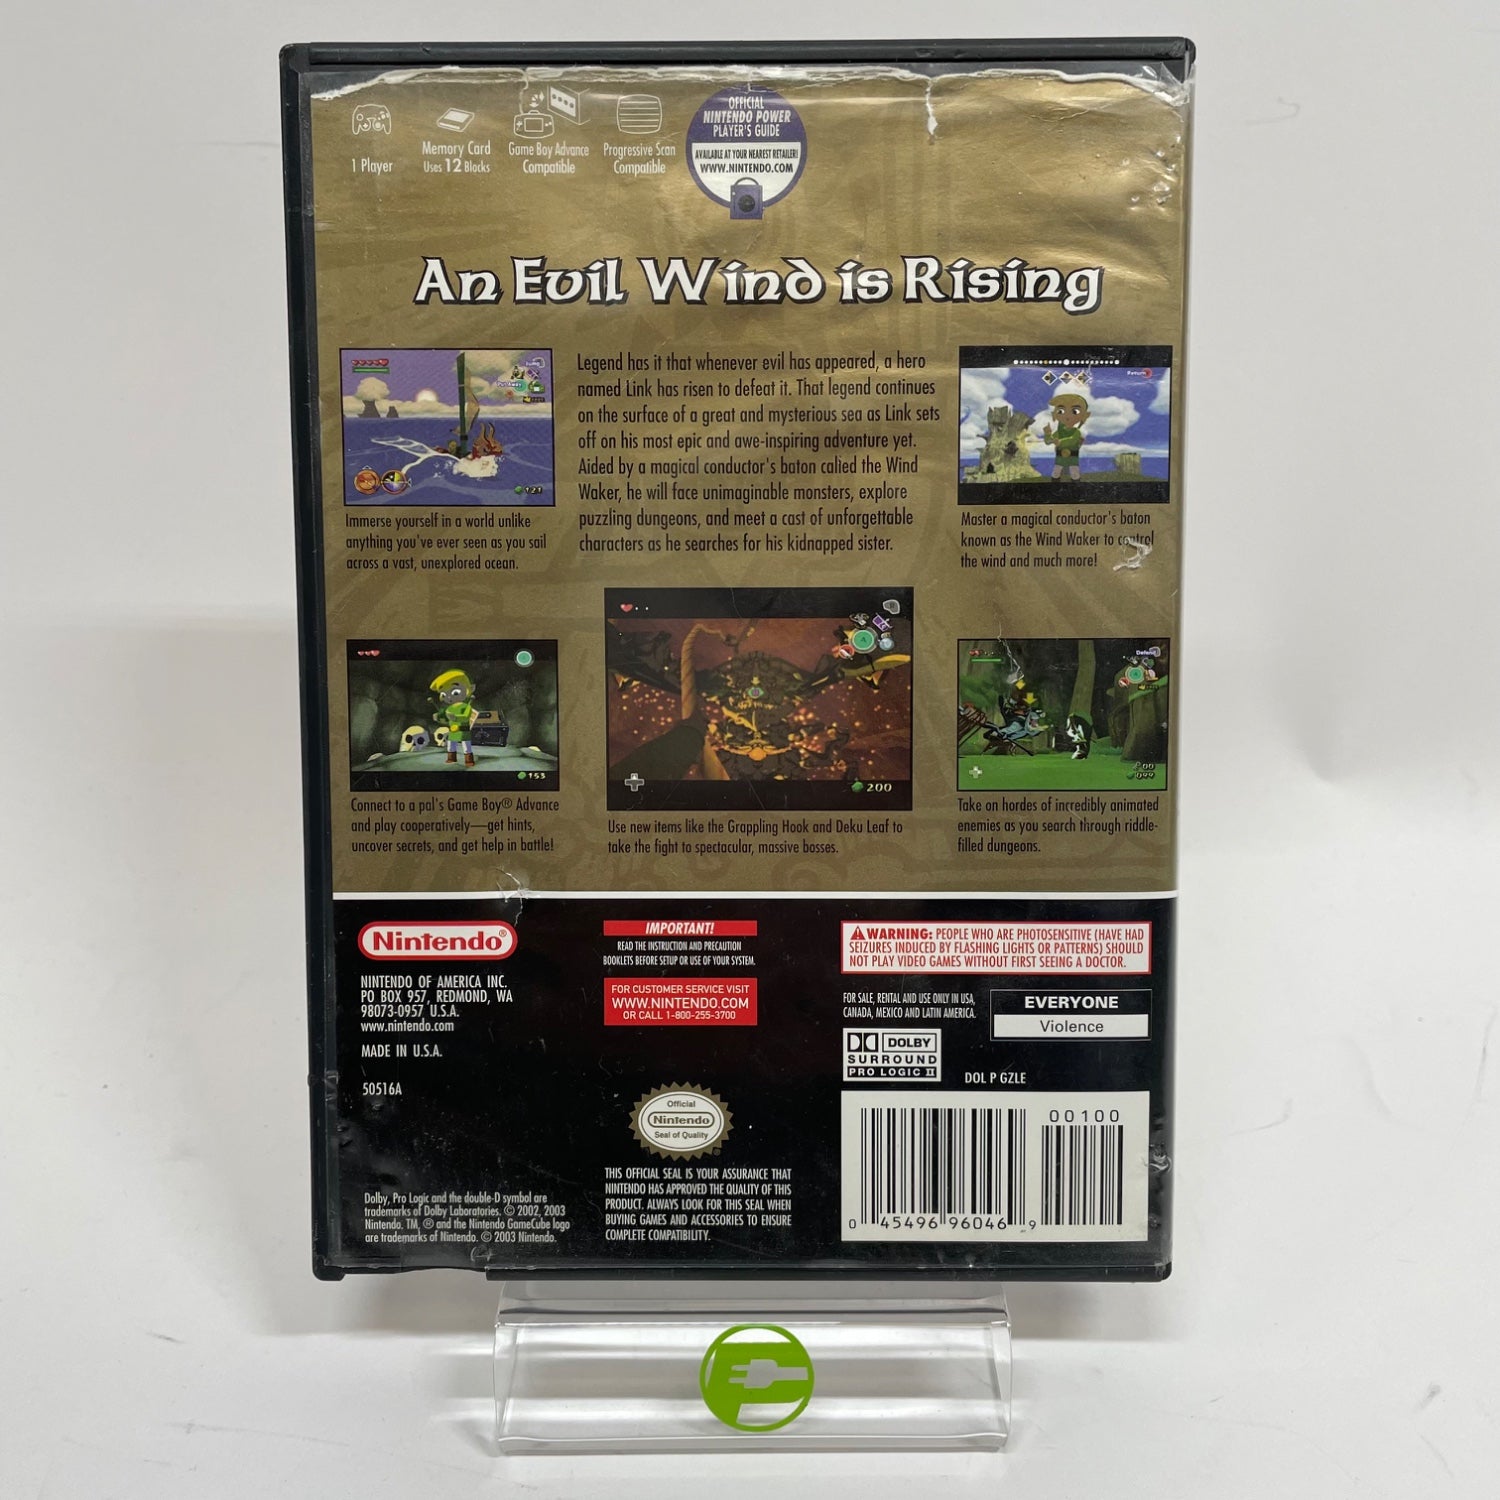 1 Player
Memory Card
Uses 12 Blocks
Game Boy Advance
Compatible
Progressive Scan
Compatible
OFFICIAL
NINTENDO POWER
PLAYER'S GUIDE
AVAILABLE AT YOUR NEAREST RETAILER!
WWW.NINTENDO.COM
An Evil Wind is Rising
Put Away
121
Immerse yourself in a world unlike
anything you've ever seen as you sail
across a vast, unexplored ocean.
Legend has it that whenever evil has appeared, a hero
named Link has risen to defeat it. That legend continues
on the surface of a great and mysterious sea as Link sets
off on his most epic and awe-inspiring adventure yet.
Aided by a magical conductor's baton called the Wind
Waker, he will face unimaginable monsters, explore
puzzling dungeons, and meet a cast of unforgettable
characters as he searches for his kidnapped sister.
Return
Master a magical conductor's baton
known as the Wind Waker to control
the wind and much more!
153
Connect to a pal's Game Boy® Advance
and play cooperatively—get hints,
uncover secrets, and get help in battle!
A
200
Use new items like the Grappling Hook and Deku Leaf to
take the fight to spectacular, massive bosses.
Defend
Take on hordes of incredibly animated
enemies as you search through riddle-
filled dungeons.
Nintendo®
NINTENDO OF AMERICA INC.
PO BOX 957, REDMOND, WA
98073-0957 U.S.A.
www.nintendo.com
MADE IN U.S.A.
50516A
Dolby, Pro Logic and the double-D symbol are
trademarks of Dolby Laboratories. © 2002, 2003
Nintendo. TM, ® and the Nintendo GameCube logo
are trademarks of Nintendo. © 2003 Nintendo.
IMPORTANT!
READ THE INSTRUCTION AND PRECAUTION
BOOKLETS BEFORE SETUP OR USE OF YOUR SYSTEM.
FOR CUSTOMER SERVICE VISIT
WWW.NINTENDO.COM
OR CALL 1-800-255-3700
Official
Nintendo
Seal of Quality
THIS OFFICIAL SEAL IS YOUR ASSURANCE THAT
NINTENDO HAS APPROVED THE QUALITY OF THIS
PRODUCT. ALWAYS LOOK FOR THIS SEAL WHEN
BUYING GAMES AND ACCESSORIES TO ENSURE
COMPLETE COMPATIBILITY.
WARNING: PEOPLE WHO ARE PHOTOSENSITIVE (HAVE HAD
SEIZURES INDUCED BY FLASHING LIGHTS OR PATTERNS) SHOULD
NOT PLAY VIDEO GAMES WITHOUT FIRST SEEING A DOCTOR.
FOR SALE, RENTAL AND USE ONLY IN USA,
CANADA, MEXICO AND LATIN AMERICA.
EVERYONE
Violence
DOLBY
SURROUND
PRO LOGIC II
DOL P GZLE
00100
0 45496 96046 9